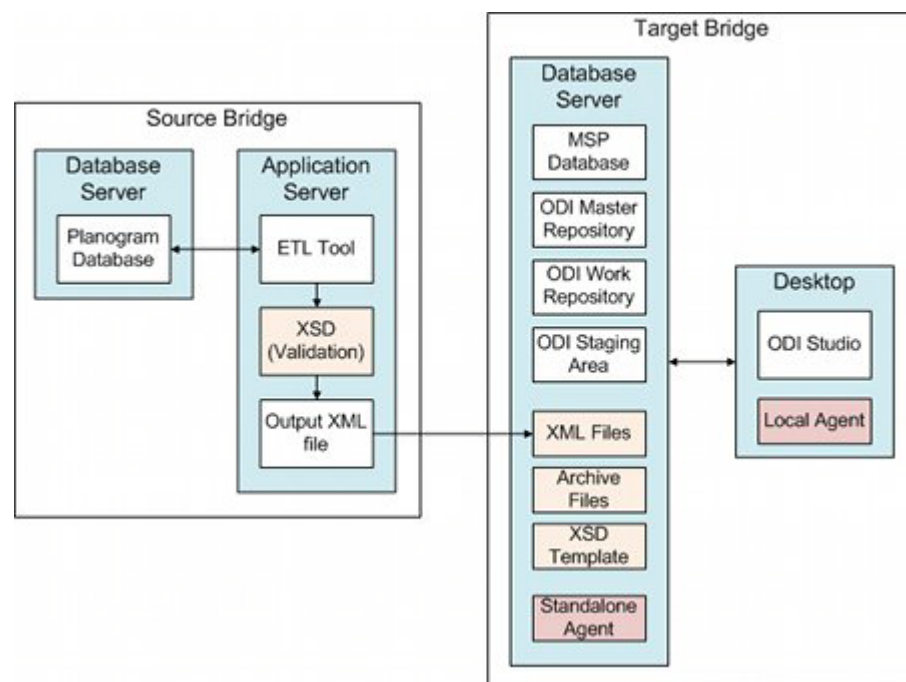 Source Bridge
Database
Server
Planogram
Database
Application
Server
ETL Tool
XSD
(Validation)
Output XML
file
Target Bridge
Database
Server
MSP
Database
ODI Master
Repository
ODI Work
Repository
ODI Staging
Area
XML Files
Archive
Files
XSD
Template
Standalone
Agent
Desktop
ODI Studio
Local Agent